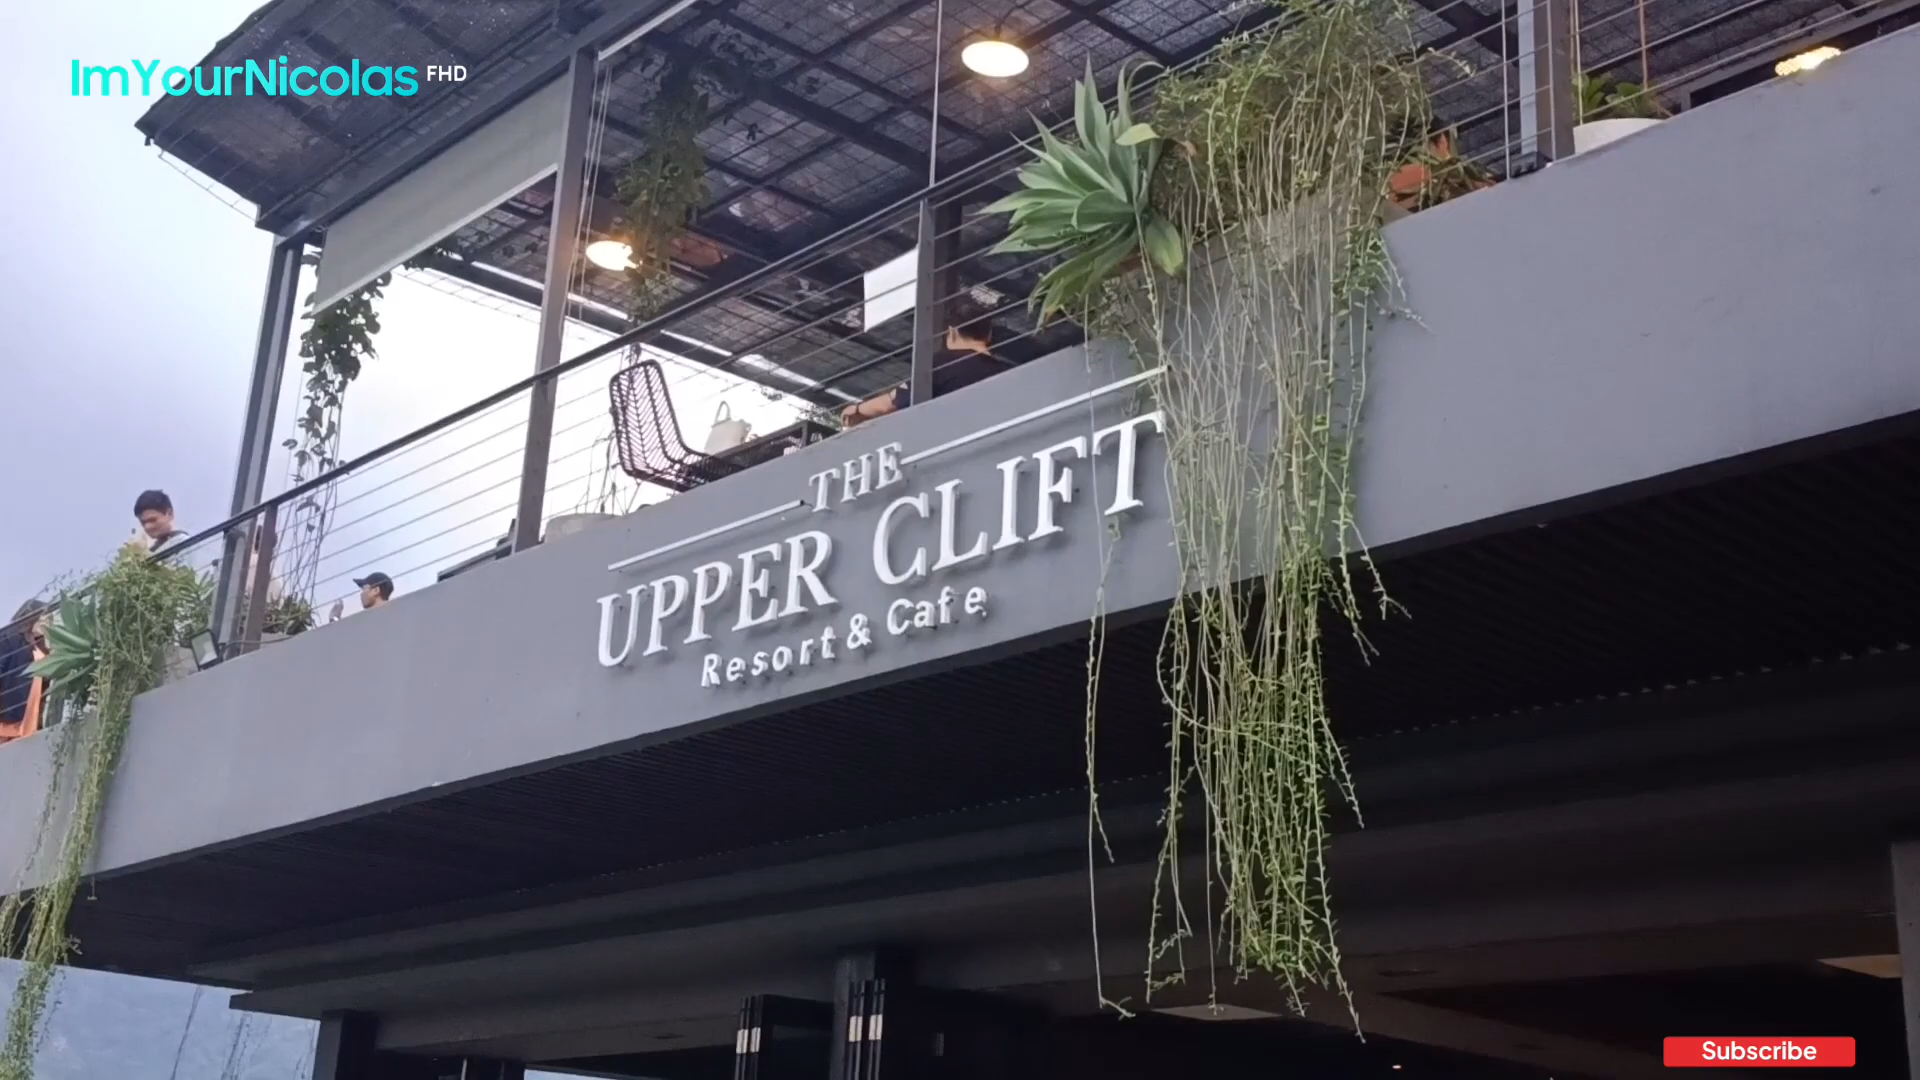 ImYourNicolas FHD
THE
UPPER CLIFT
Resort & Cafe
Subscribe